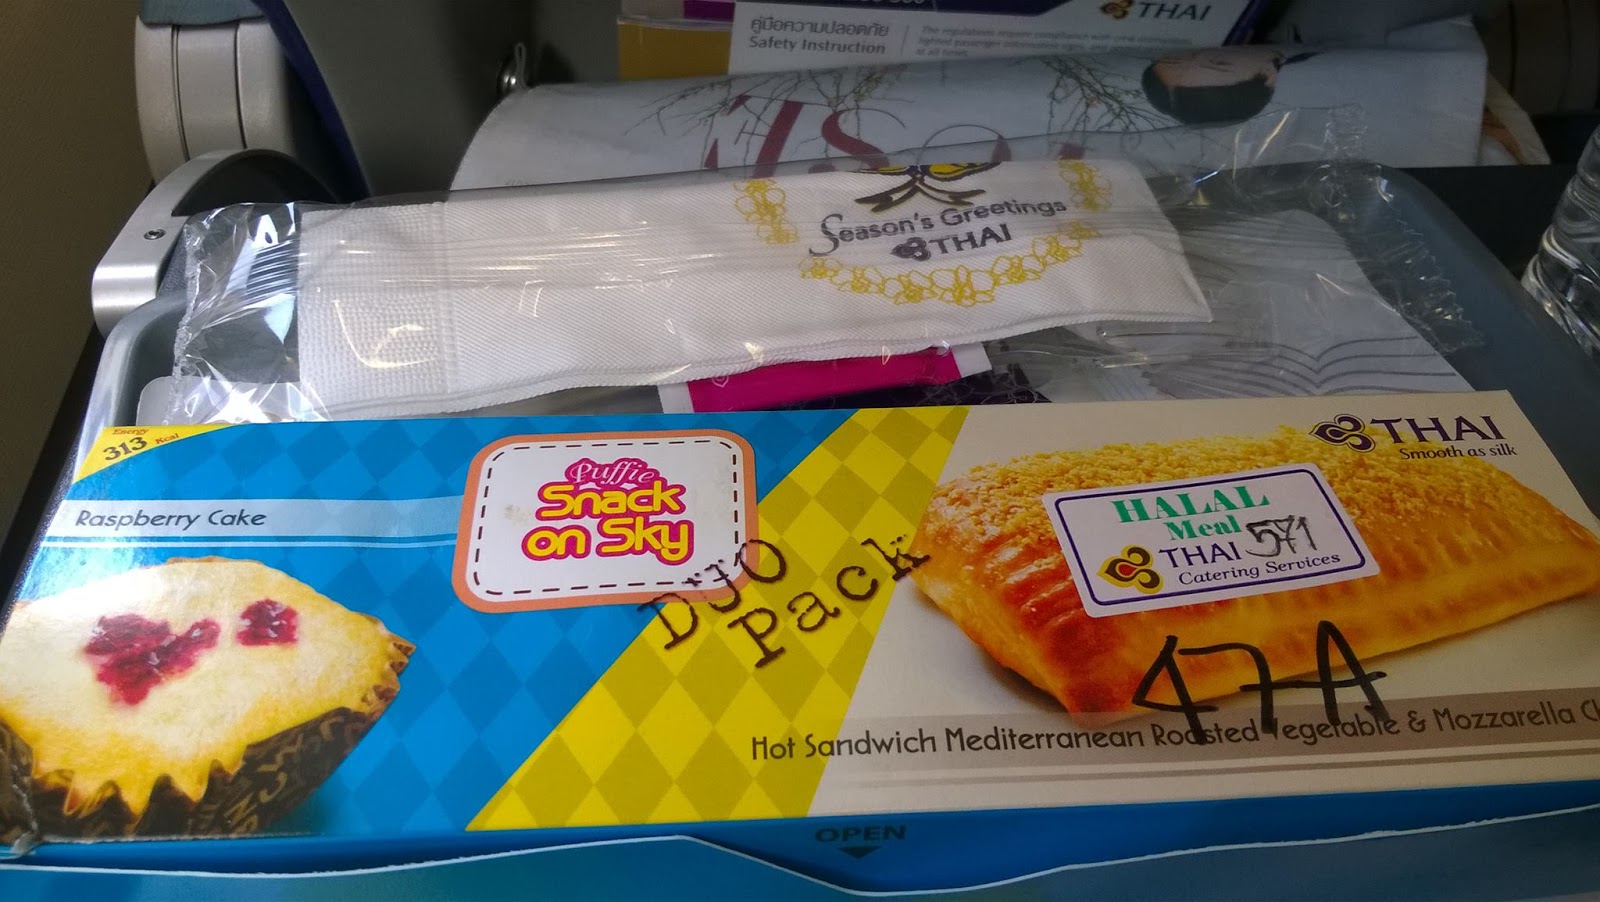 คู่มือความปลอดภัย
Safety Instruction
THAI
Season's Greetings
THAI
Energy
313 Kcal
Raspberry Cake
Puffie
Snack
on Sky
Duo
Pack
THAI
Smooth as silk
HALAL
Meal 571
THAI
Catering Services
47A
Hot Sandwich Mediterranean Roasted Vegetable & Mozzarella Ch
OPEN